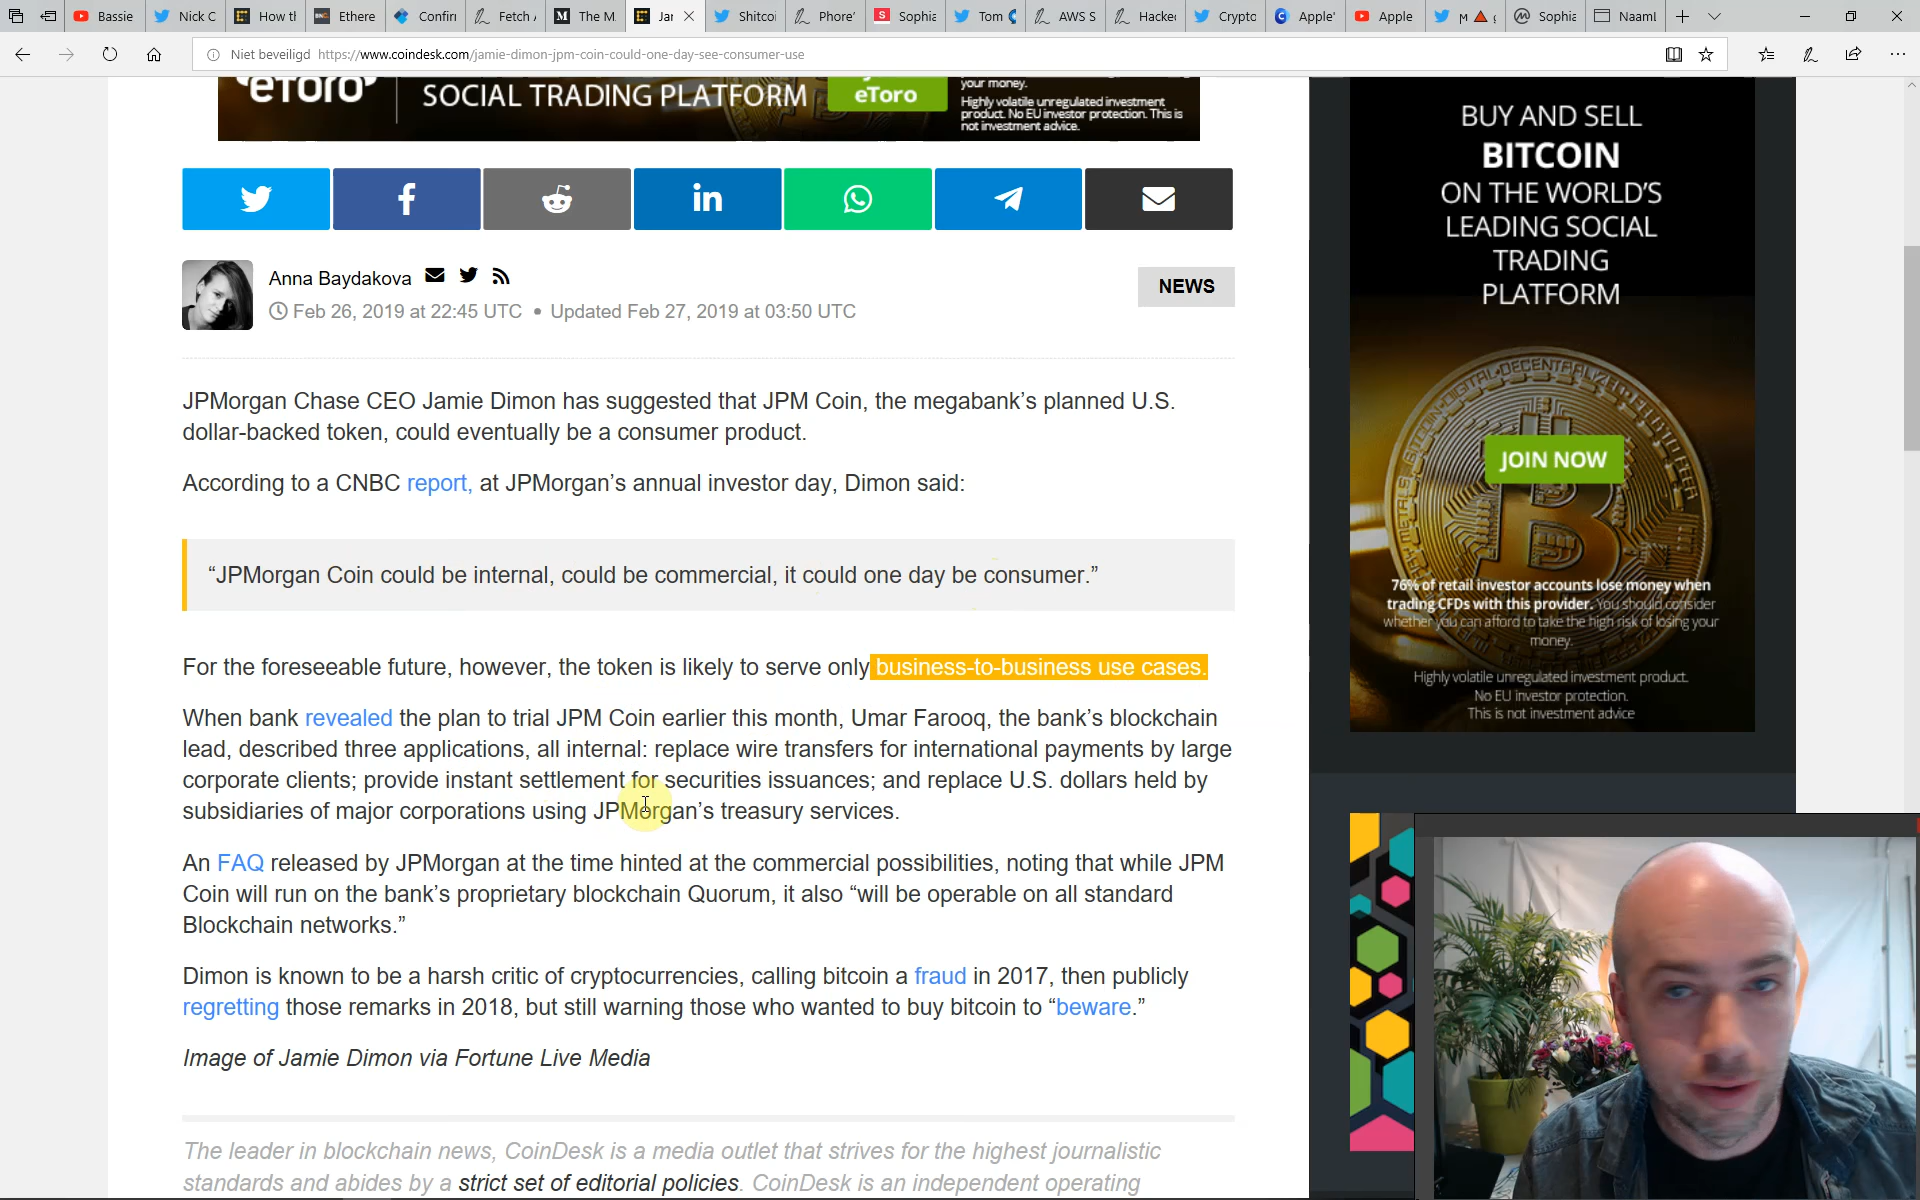 Bassie
Nick C
How th
Ethere
Confirm
Fetch
The M
Jar
Shitcoi
Phore'
Sophia
Tom
AWS S
Hacke
Crypto
Apple'
Apple
Sophia
Naaml
Niet beveiligd https://www.coindesk.com/jamie-dimon-jpm-coin-could-one-day-see-consumer-use
eToro
SOCIAL TRADING PLATFORM
eToro
your money.
Highly volatile unregulated investment
product. No EU investor protection. This is
not investment advice.
Anna Baydakova
Feb 26, 2019 at 22:45 UTC • Updated Feb 27, 2019 at 03:50 UTC
NEWS
JPMorgan Chase CEO Jamie Dimon has suggested that JPM Coin, the megabank’s planned U.S.
dollar-backed token, could eventually be a consumer product.
According to a CNBC report, at JPMorgan’s annual investor day, Dimon said:
“JPMorgan Coin could be internal, could be commercial, it could one day be consumer.”
For the foreseeable future, however, the token is likely to serve only business-to-business use cases.
When bank revealed the plan to trial JPM Coin earlier this month, Umar Farooq, the bank’s blockchain
lead, described three applications, all internal: replace wire transfers for international payments by large
corporate clients; provide instant settlement for securities issuances; and replace U.S. dollars held by
subsidiaries of major corporations using JPMorgan’s treasury services.
An FAQ released by JPMorgan at the time hinted at the commercial possibilities, noting that while JPM
Coin will run on the bank’s proprietary blockchain Quorum, it also “will be operable on all standard
Blockchain networks.”
Dimon is known to be a harsh critic of cryptocurrencies, calling bitcoin a fraud in 2017, then publicly
regretting those remarks in 2018, but still warning those who wanted to buy bitcoin to “beware.”
Image of Jamie Dimon via Fortune Live Media
The leader in blockchain news, CoinDesk is a media outlet that strives for the highest journalistic
standards and abides by a strict set of editorial policies. CoinDesk is an independent operating
BUY AND SELL
BITCOIN
ON THE WORLD’S
LEADING SOCIAL
TRADING
PLATFORM
JOIN NOW
76% of retail investor accounts lose money when
trading CFDs with this provider. You should consider
whether you can afford to take the high risk of losing your
money.
Highly volatile unregulated investment product.
No EU investor protection.
This is not investment advice